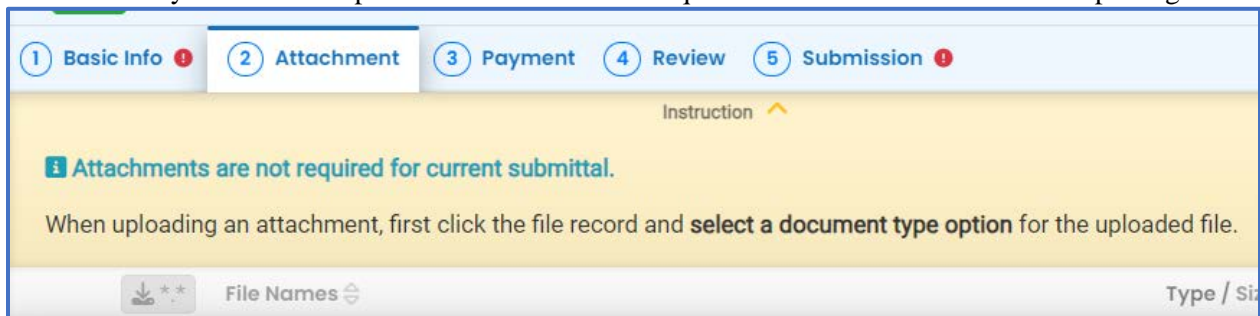 1 Basic Info 2 Attachment 3 Payment 4 Review 5 Submission
Instruction
Attachments are not required for current submittal.
When uploading an attachment, first click the file record and select a document type option for the uploaded file.
*.* File Names Type /